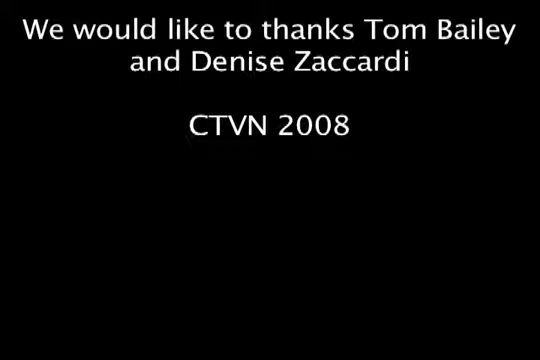 We would like to thanks Tom Bailey
and Denise Zaccardi
CTVN 2008